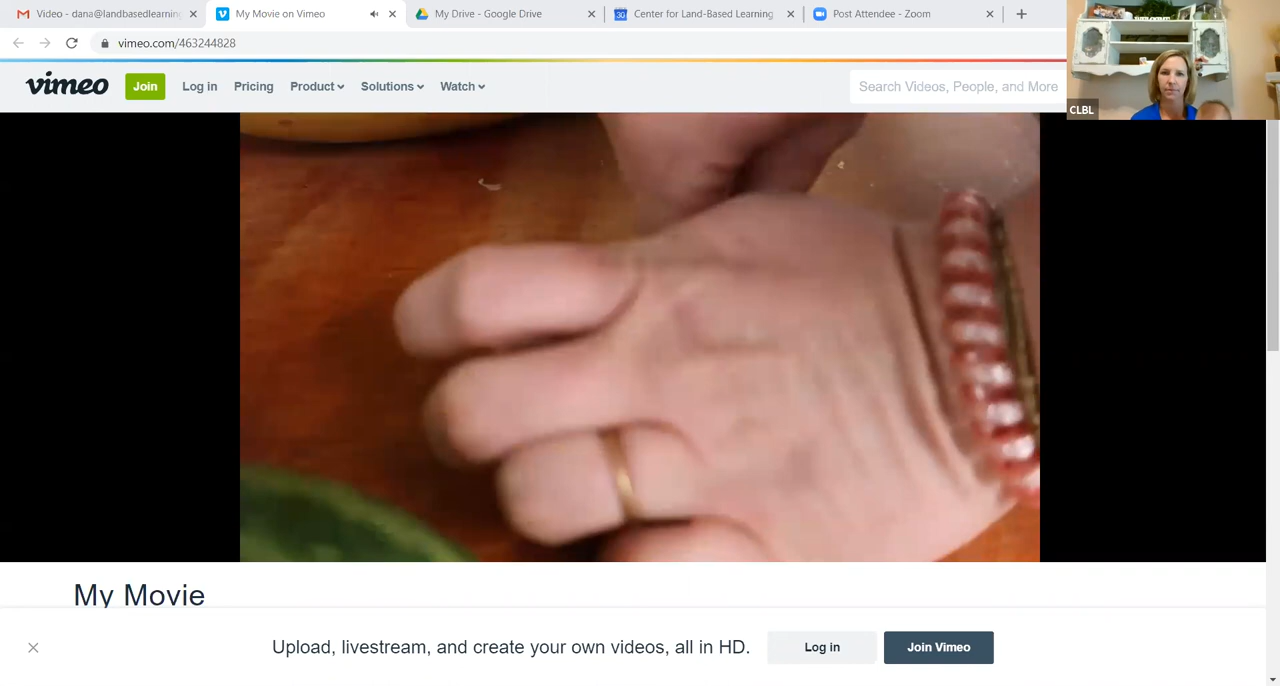 Video - dana@landbasedlearning
My Movie on Vimeo
My Drive - Google Drive
Center for Land-Based Learning
Post Attendee - Zoom
vimeo.com/463244828
vimeo
Join
Log in
Pricing
Product
Solutions
Watch
Search Videos, People, and More
CLBL
30
My Movie
Upload, livestream, and create your own videos, all in HD.
Log in
Join Vimeo